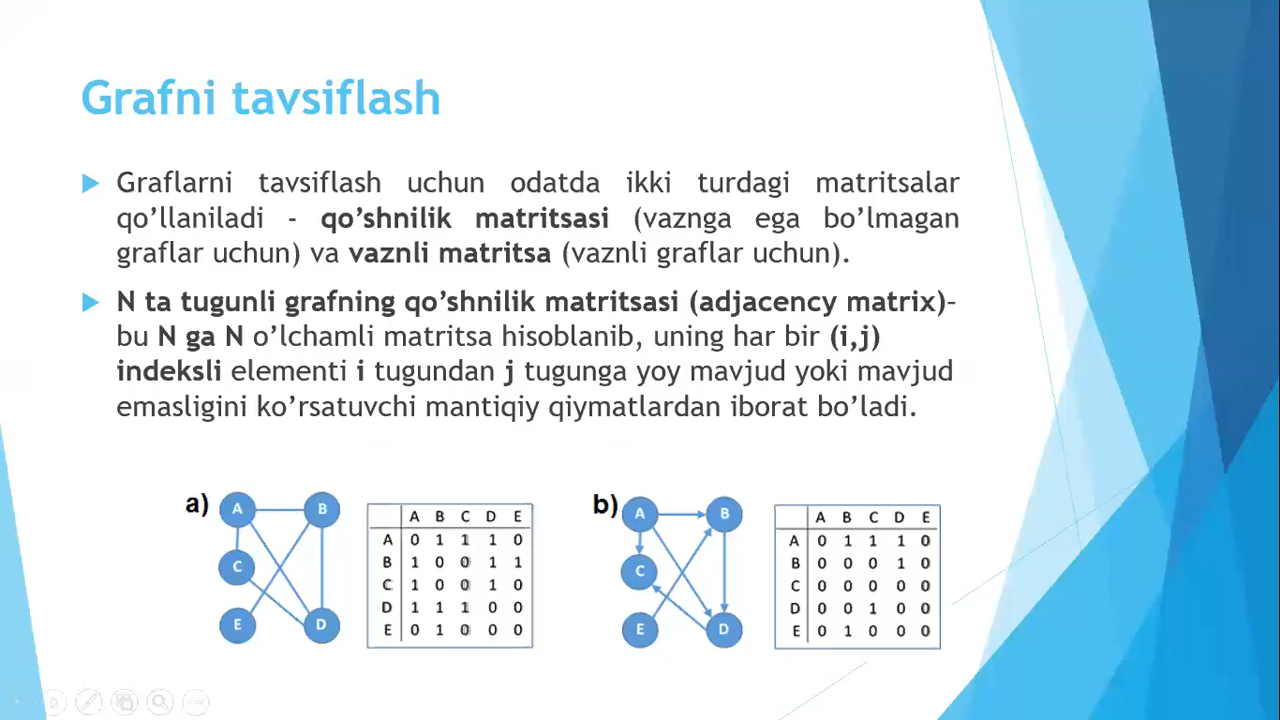 Grafni tavsiflash
Graflarni tavsiflash uchun odatda ikki turdagi matritsalar
qo’llaniladi - qo’shnilik matritsasi (vaznga ega bo’lmagan
graflar uchun) va vaznli matritsa (vaznli graflar uchun).
N ta tugunli grafning qo’shnilik matritsasi (adjacency matrix)–
bu N ga N o’lchamli matritsa hisoblanib, uning har bir (i,j)
indeksli elementi i tugundan j tugunga yoy mavjud yoki mavjud
emasligini ko’rsatuvchi mantiqiy qiymatlardan iborat bo’ladi.
a)
A B
C
E D
A B C D E
A 0 1 1 1 0
B 1 0 0 1 1
C 1 0 0 1 0
D 1 1 1 0 0
E 0 1 0 0 0
b)
A B
C
E D
A B C D E
A 0 1 1 1 0
B 0 0 0 1 0
C 0 0 0 0 0
D 0 0 1 0 0
E 0 1 0 0 0